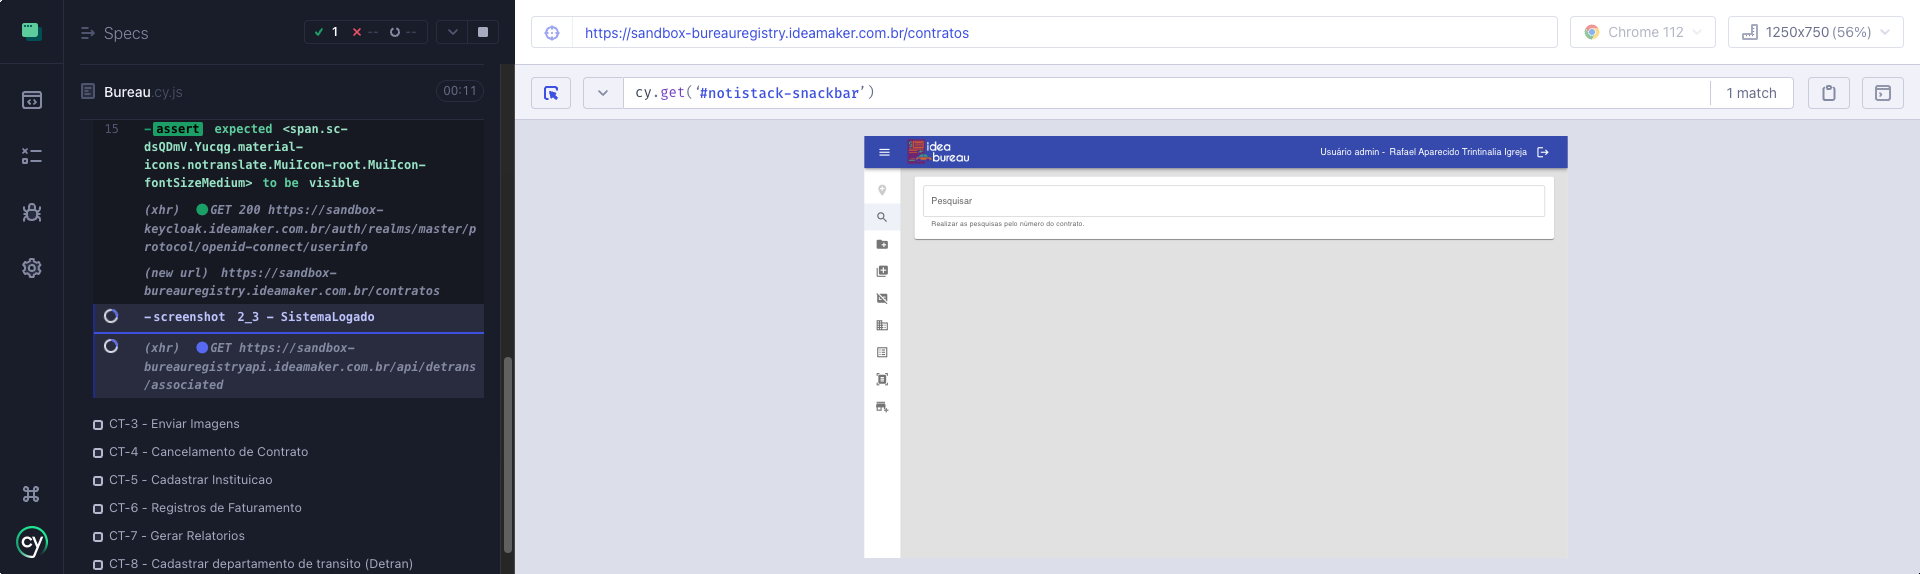 Specs
1
--
--
https://sandbox-bureauregistry.ideamaker.com.br/contratos
Chrome 112
1250x750 (56%)
Bureau.cy.js
00:11
cy.get('#notistack-snackbar')
1 match
15
-assert expected <span.sc-
dsQDmV.Yucqg.material-
icons.notranslate.MuiIcon-root.MuiIcon-
fontSizeMedium> to be visible
(xhr) GET 200 https://sandbox-
keycloak.ideamaker.com.br/auth/realms/master/p
rotocol/openid-connect/userinfo
(new url) https://sandbox-
bureauregistry.ideamaker.com.br/contratos
-screenshot 2_3 - SistemaLogado
(xhr) GET https://sandbox-
bureauregistryapi.ideamaker.com.br/api/detrans
/associated
CT-3 - Enviar Imagens
CT-4 - Cancelamento de Contrato
CT-5 - Cadastrar Instituicao
CT-6 - Registros de Faturamento
CT-7 - Gerar Relatorios
CT-8 - Cadastrar departamento de transito (Detran)
cy
idea
bureau
Usuário admin - Rafael Aparecido Trintinalia Igreja
Pesquisar
Realizar as pesquisas pelo número do contrato.